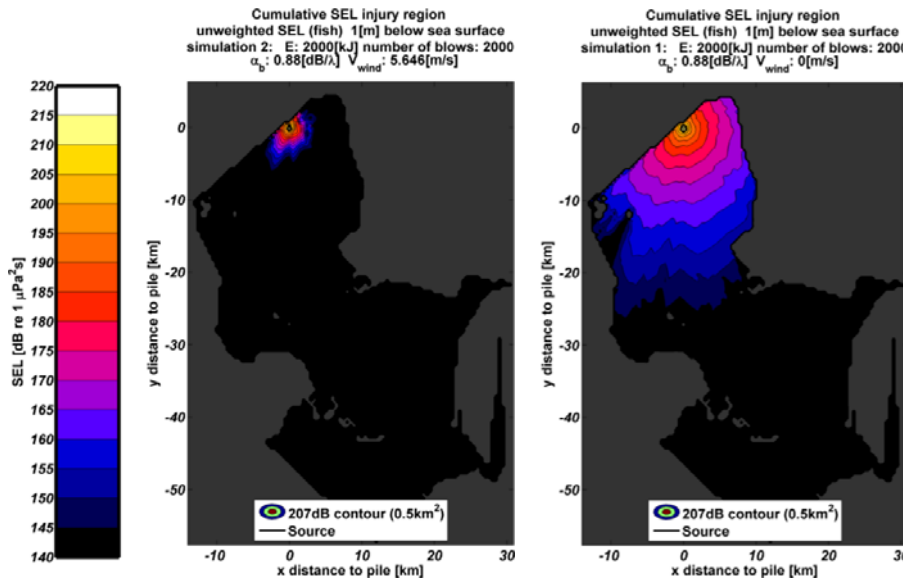 Cumulative SEL injury region
unweighted SEL (fish) 1[m] below sea surface
simulation 2: E: 2000[kJ] number of blows: 2000
α_b: 0.88[dB/λ] V_wind: 5.646[m/s]
Cumulative SEL injury region
unweighted SEL (fish) 1[m] below sea surface
simulation 1: E: 2000[kJ] number of blows: 2000
α_b: 0.88[dB/λ] V_wind: 0[m/s]
SEL [dB re 1 μPa²s]
220
215
210
205
200
195
190
185
180
175
170
165
160
155
150
145
140
y distance to pile [km]
0
-10
-20
-30
-40
-50
207dB contour (0.5km²)
Source
-10 0 10 20 30
x distance to pile [km]
y distance to pile [km]
0
-10
-20
-30
-40
-50
207dB contour (0.5km²)
Source
-10 0 10 20 30
x distance to pile [km]